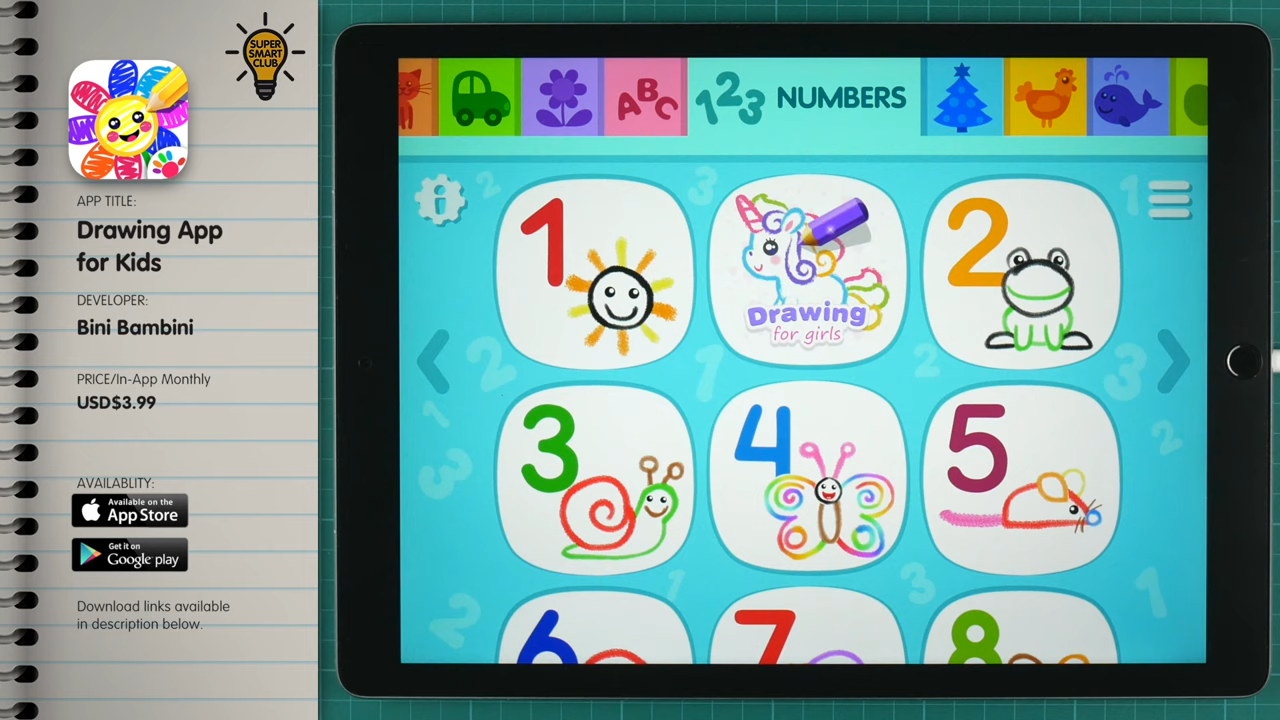 SUPER
SMART
CLUB
APP TITLE:
Drawing App
for Kids
DEVELOPER:
Bini Bambini
PRICE/In-App Monthly
USD$3.99
AVAILABLITY:
Available on the
App Store
Get it on
Google play
Download links available
in description below.
ABC
123 NUMBERS
1
Drawing
for girls
2
3
4
5
6
7
8